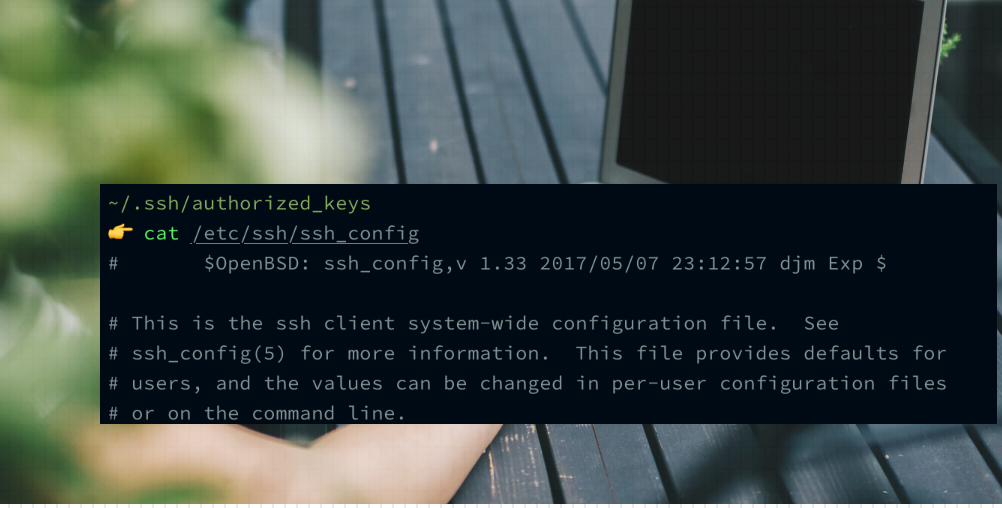 ~/.ssh/authorized_keys
👉 cat /etc/ssh/ssh_config
#       $OpenBSD: ssh_config,v 1.33 2017/05/07 23:12:57 djm Exp $
# This is the ssh client system-wide configuration file.  See
# ssh_config(5) for more information.  This file provides defaults for
# users, and the values can be changed in per-user configuration files
# or on the command line.